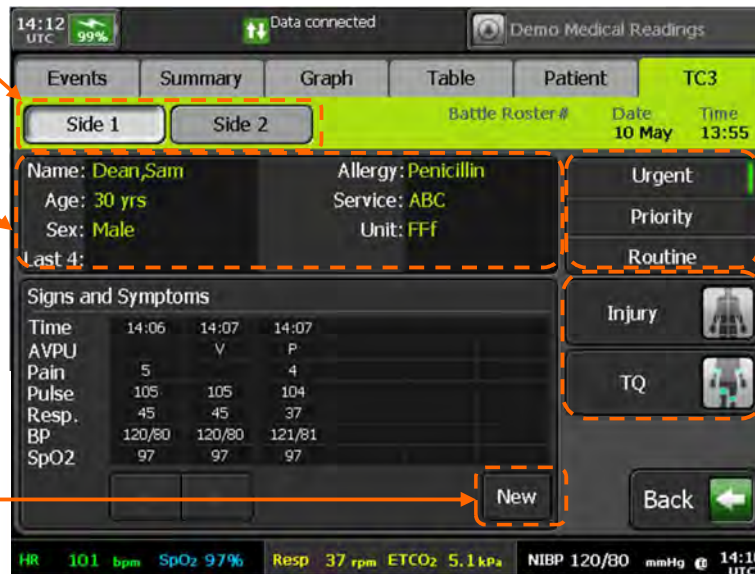 14:12 UTC 99% Data connected Demo Medical Readings
Events Summary Graph Table Patient TC3
Side 1 Side 2 Battle Roster# Date Time
10 May 13:55
Name: Dean,Sam Allergy: Penicillin Urgent
Age: 30 yrs Service: ABC Priority
Sex: Male Unit: FFf Routine
Last 4:
Signs and Symptoms Injury
Time 14:06 14:07 14:07
AVPU V P
Pain 5 4 TQ
Pulse 105 105 104
Resp. 45 45 37
BP 120/80 120/80 121/81
SpO2 97 97 97
New Back
HR 101 bpm SpO2 97% Resp 37 rpm ETCO2 5.1 kPa NIBP 120/80 mmHg @
UTC